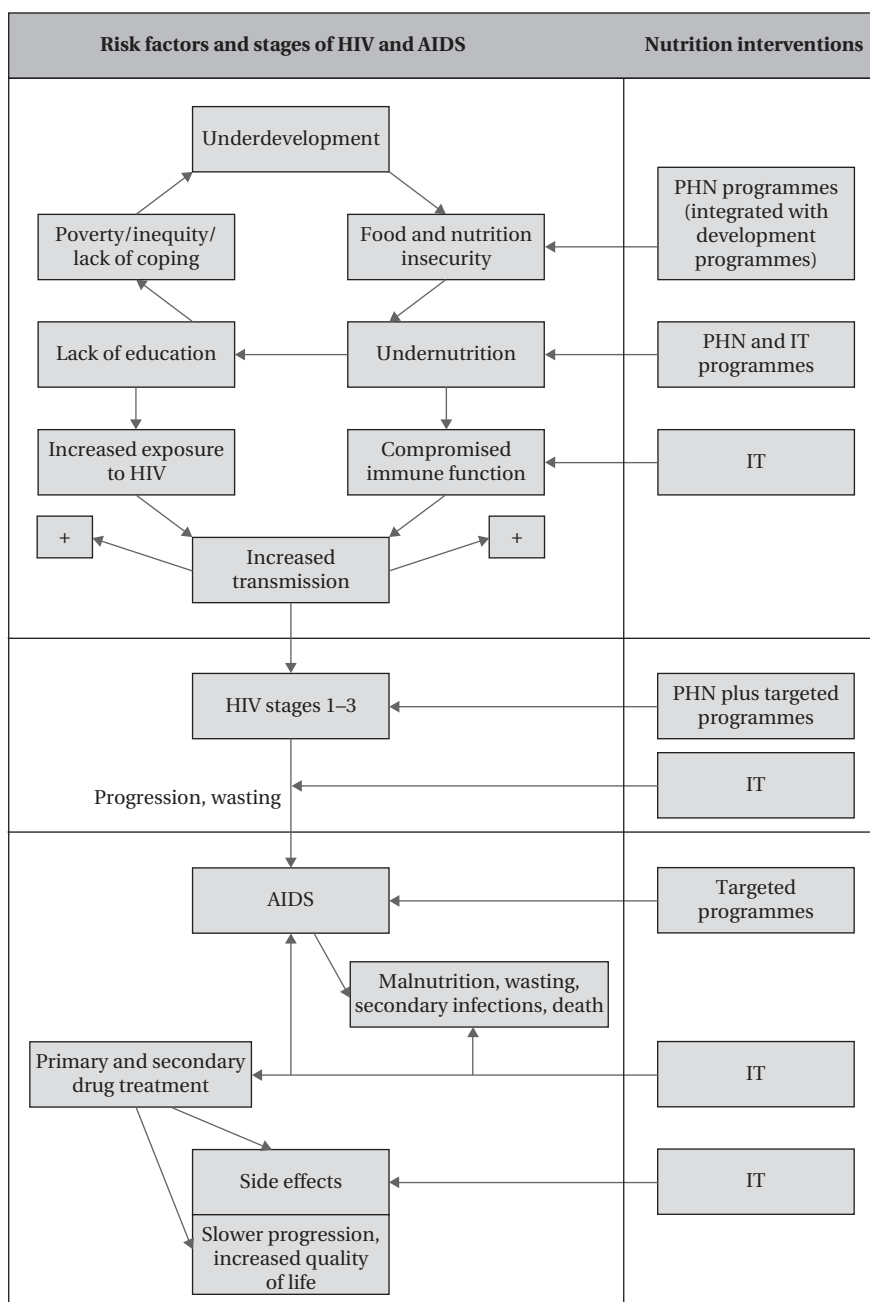 Risk factors and stages of HIV and AIDS
Nutrition interventions
Underdevelopment
Poverty/inequity/
lack of coping
Food and nutrition
insecurity
PHN programmes
(integrated with
development
programmes)
Lack of education
Undernutrition
PHN and IT
programmes
Increased exposure
to HIV
Compromised
immune function
IT
+
+
Increased
transmission
HIV stages 1–3
PHN plus targeted
programmes
Progression, wasting
IT
AIDS
Targeted
programmes
Malnutrition, wasting,
secondary infections, death
Primary and secondary
drug treatment
IT
Side effects
IT
Slower progression,
increased quality
of life